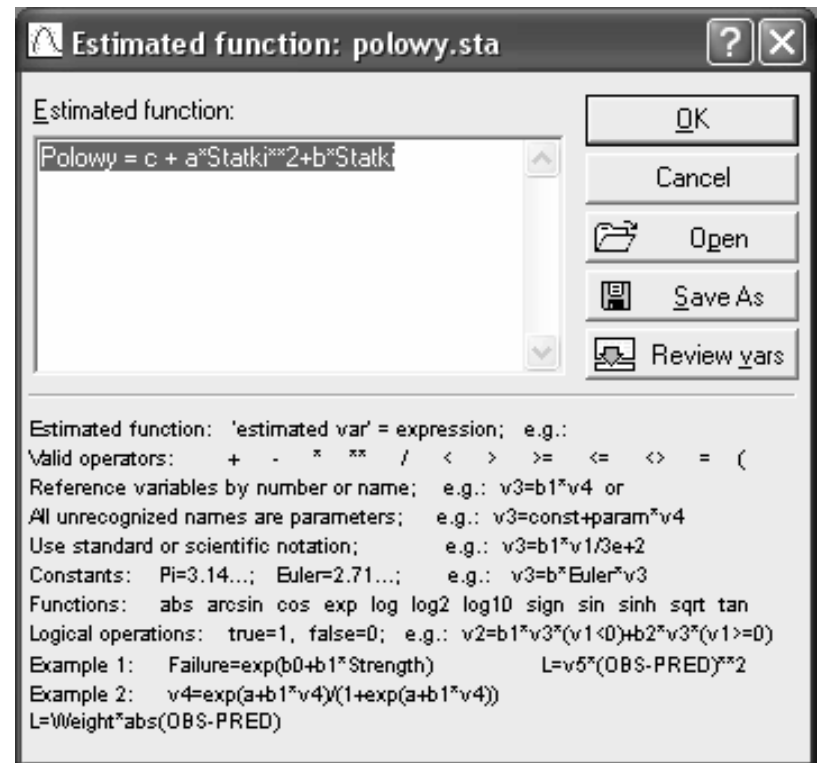 Estimated function: polowy.sta
Estimated function:
Polowy = c + a*Statki**2+b*Statki
OK
Cancel
Open
Save As
Review vars
Estimated function: 'estimated var' = expression; e.g.:
Valid operators: + - * ** / < > >= <= <> = (
Reference variables by number or name; e.g.: v3=b1*v4 or
All unrecognized names are parameters; e.g.: v3=const+param*v4
Use standard or scientific notation; e.g.: v3=b1*v1/3e+2
Constants: Pi=3.14...; Euler=2.71...; e.g.: v3=b*Euler*v3
Functions: abs arcsin cos exp log log2 log10 sign sin sinh sqrt tan
Logical operations: true=1, false=0; e.g.: v2=b1*v3*(v1<0)+b2*v3*(v1>=0)
Example 1: Failure=exp(b0+b1*Strength) L=v5*(OBS-PRED)**2
Example 2: v4=exp(a+b1*v4)/(1+exp(a+b1*v4))
L=Weight*abs(OBS-PRED)